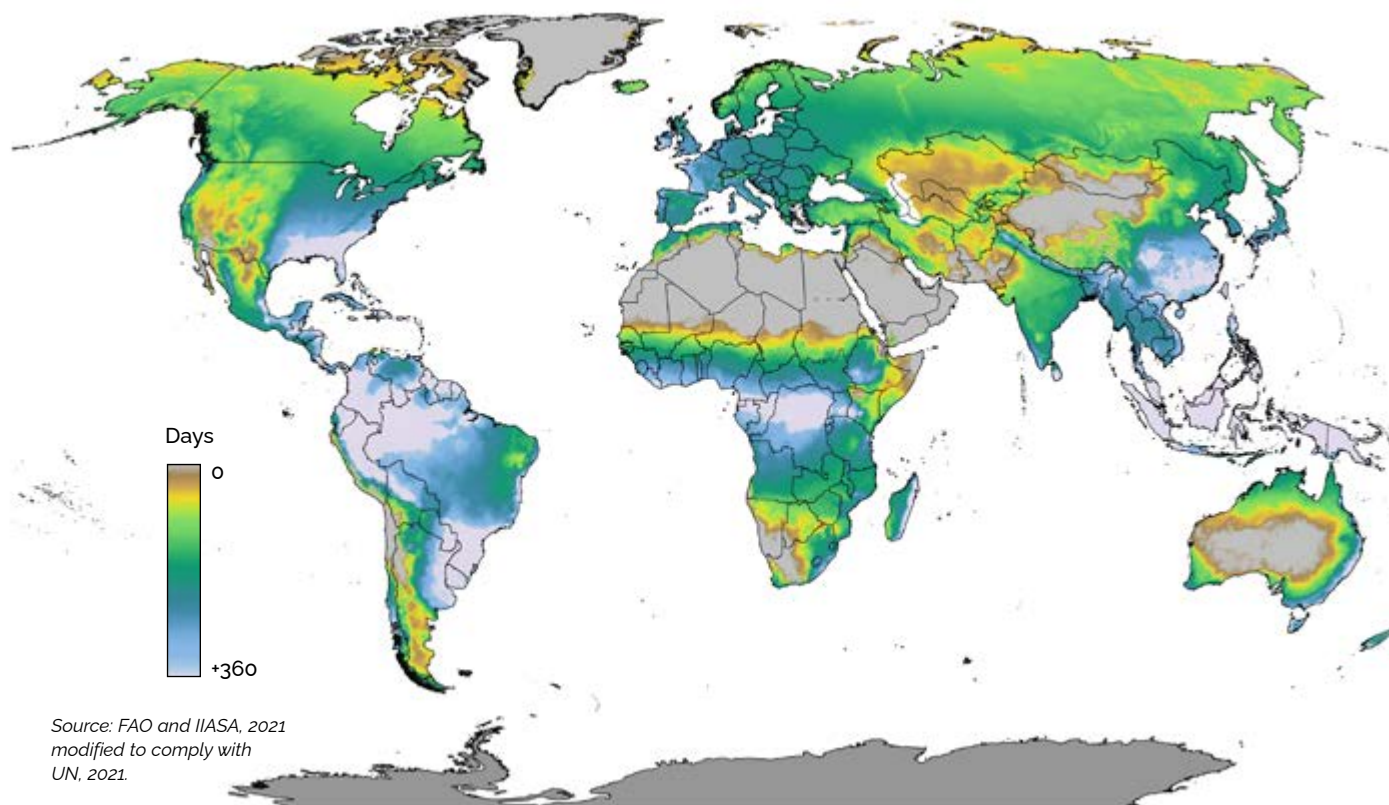 Days
0
+360
Source: FAO and IIASA, 2021
modified to comply with
UN, 2021.